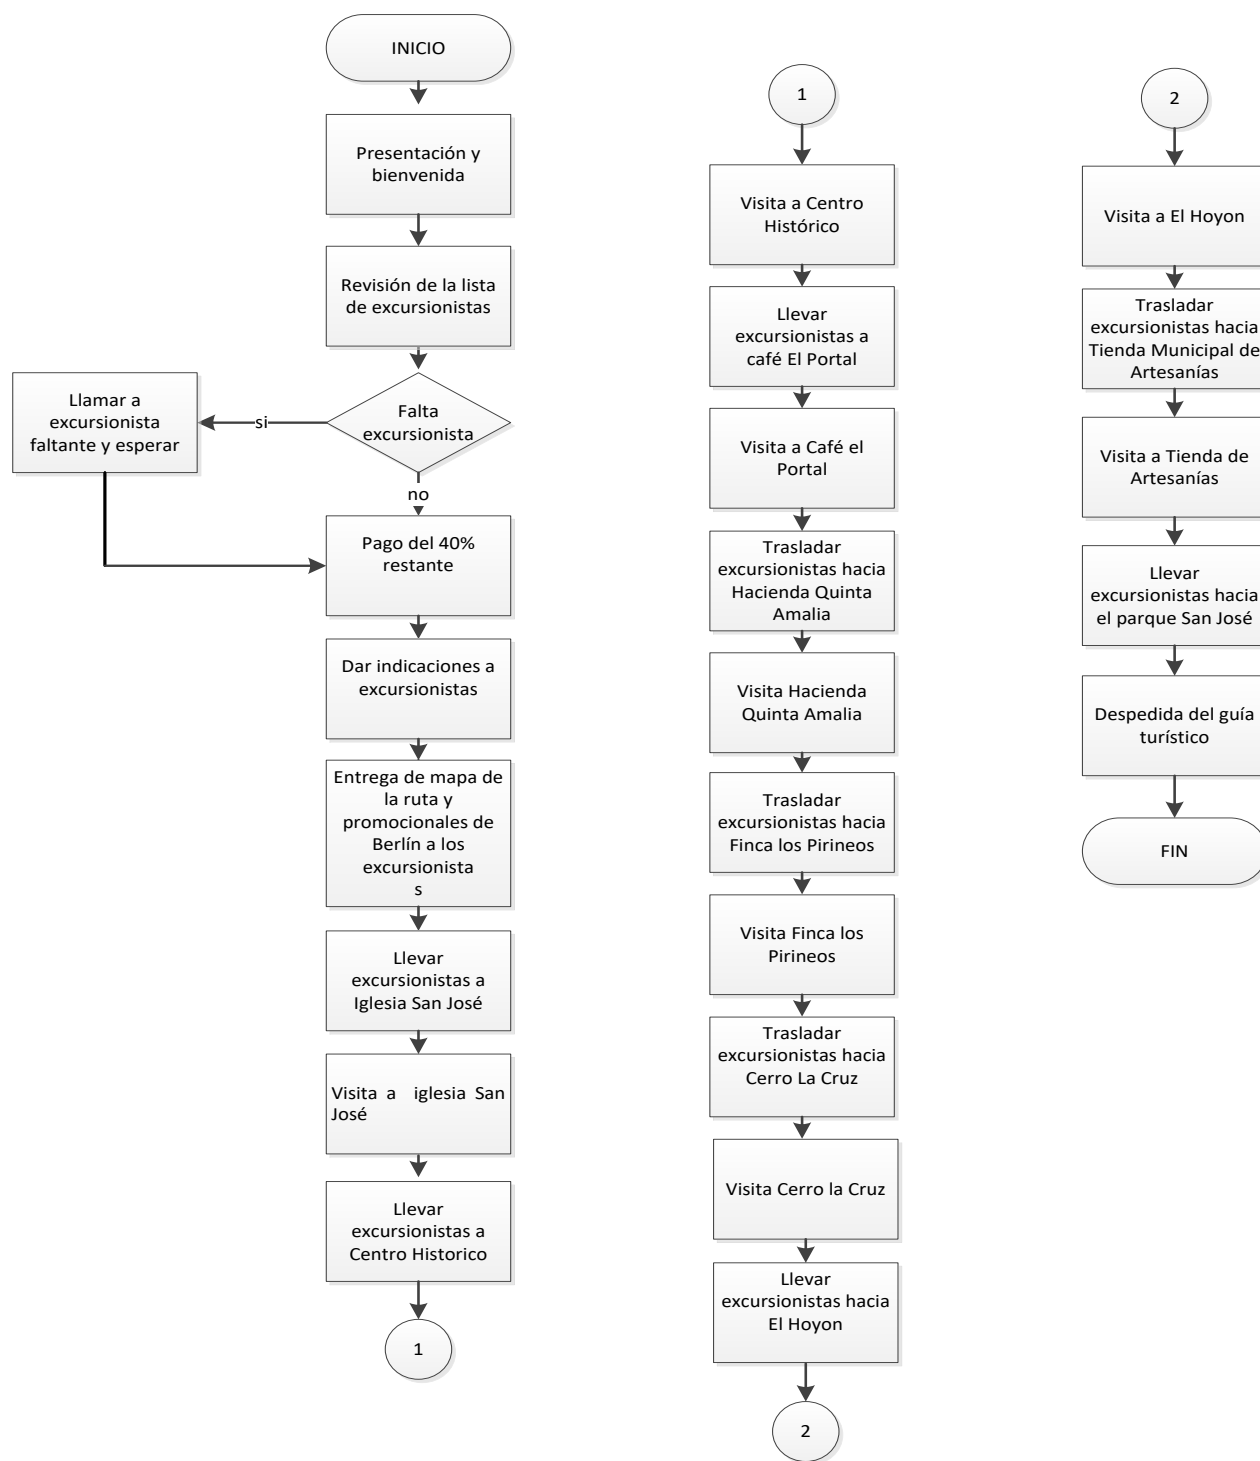 INICIO
Presentación y
bienvenida
Revisión de la lista
de excursionistas
Falta
excursionista
si
Llamar a
excursionista
faltante y esperar
no
Pago del 40%
restante
Dar indicaciones a
excursionistas
Entrega de mapa de
la ruta y
promocionales de
Berlín a los
excursionista
s
Llevar
excursionistas a
Iglesia San José
Visita a iglesia San
José
Llevar
excursionistas a
Centro Historico
1
1
Visita a Centro
Histórico
Llevar
excursionistas a
café El Portal
Visita a Café el
Portal
Trasladar
excursionistas hacia
Hacienda Quinta
Amalia
Visita Hacienda
Quinta Amalia
Trasladar
excursionistas hacia
Finca los Pirineos
Visita Finca los
Pirineos
Trasladar
excursionistas hacia
Cerro La Cruz
Visita Cerro la Cruz
Llevar
excursionistas hacia
El Hoyon
2
2
Visita a El Hoyon
Trasladar
excursionistas hacia
Tienda Municipal de
Artesanías
Visita a Tienda de
Artesanías
Llevar
excursionistas hacia
el parque San José
Despedida del guía
turístico
FIN